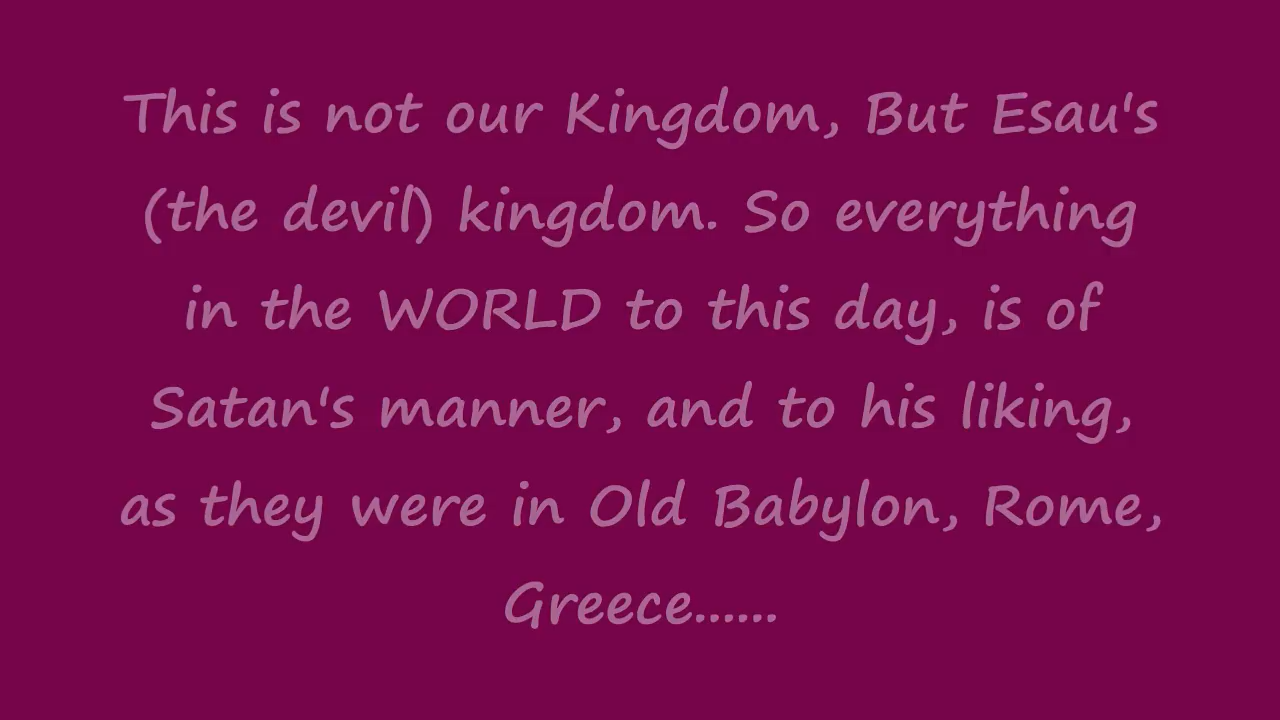 This is not our Kingdom, But Esau's
(the devil) kingdom. So everything
in the WORLD to this day, is of
Satan's manner, and to his liking,
as they were in Old Babylon, Rome,
Greece......